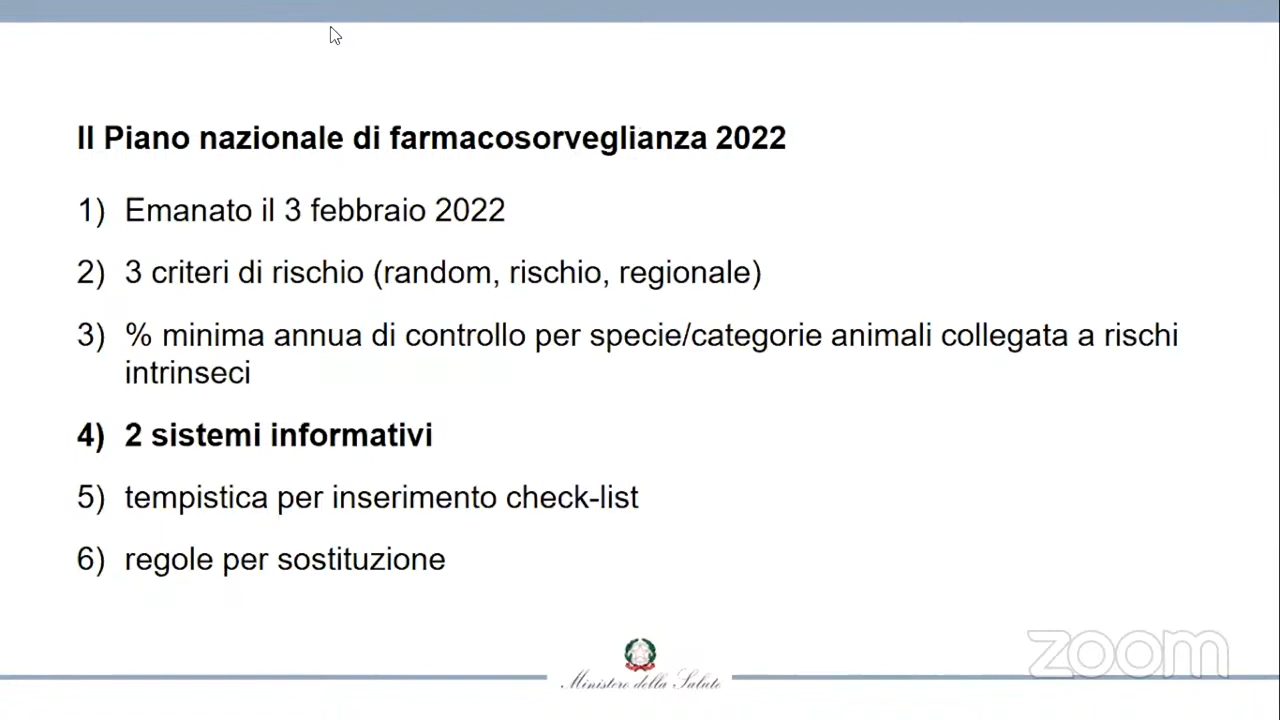 Il Piano nazionale di farmacosorveglianza 2022
1) Emanato il 3 febbraio 2022
2) 3 criteri di rischio (random, rischio, regionale)
3) % minima annua di controllo per specie/categorie animali collegata a rischi
intrinseci
4) 2 sistemi informativi
5) tempistica per inserimento check-list
6) regole per sostituzione
zoom
Ministero della Salute